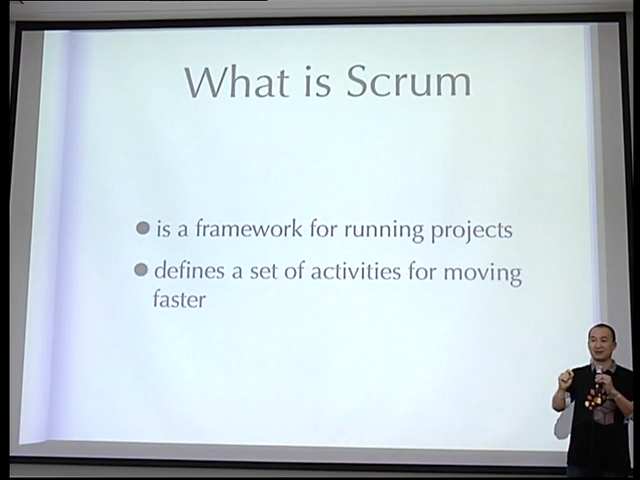 What is Scrum
is a framework for running projects
defines a set of activities for moving
faster